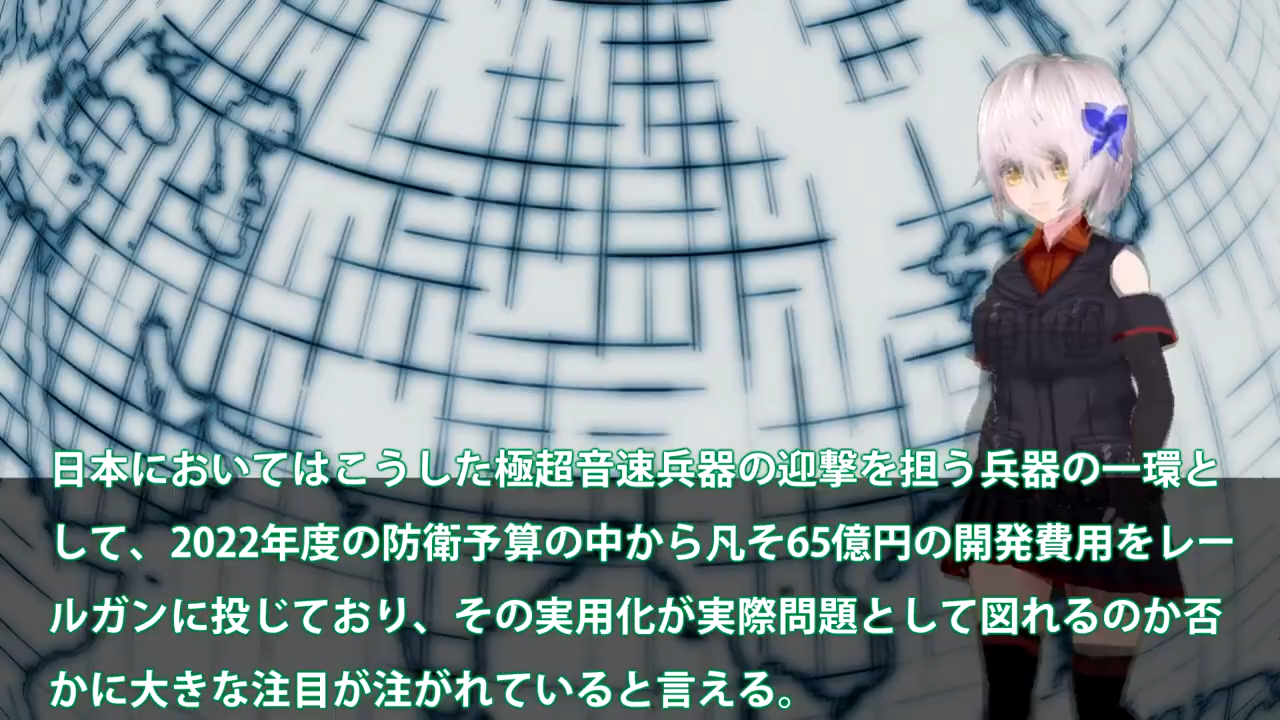 日本においてはこうした極超音速兵器の迎撃を担う兵器の一環と
して、2022年度の防衛予算の中から凡そ65億円の開発費用をレー
ルガンに投じており、その実用化が実際問題として図れるのか否
かに大きな注目が注がれていると言える。